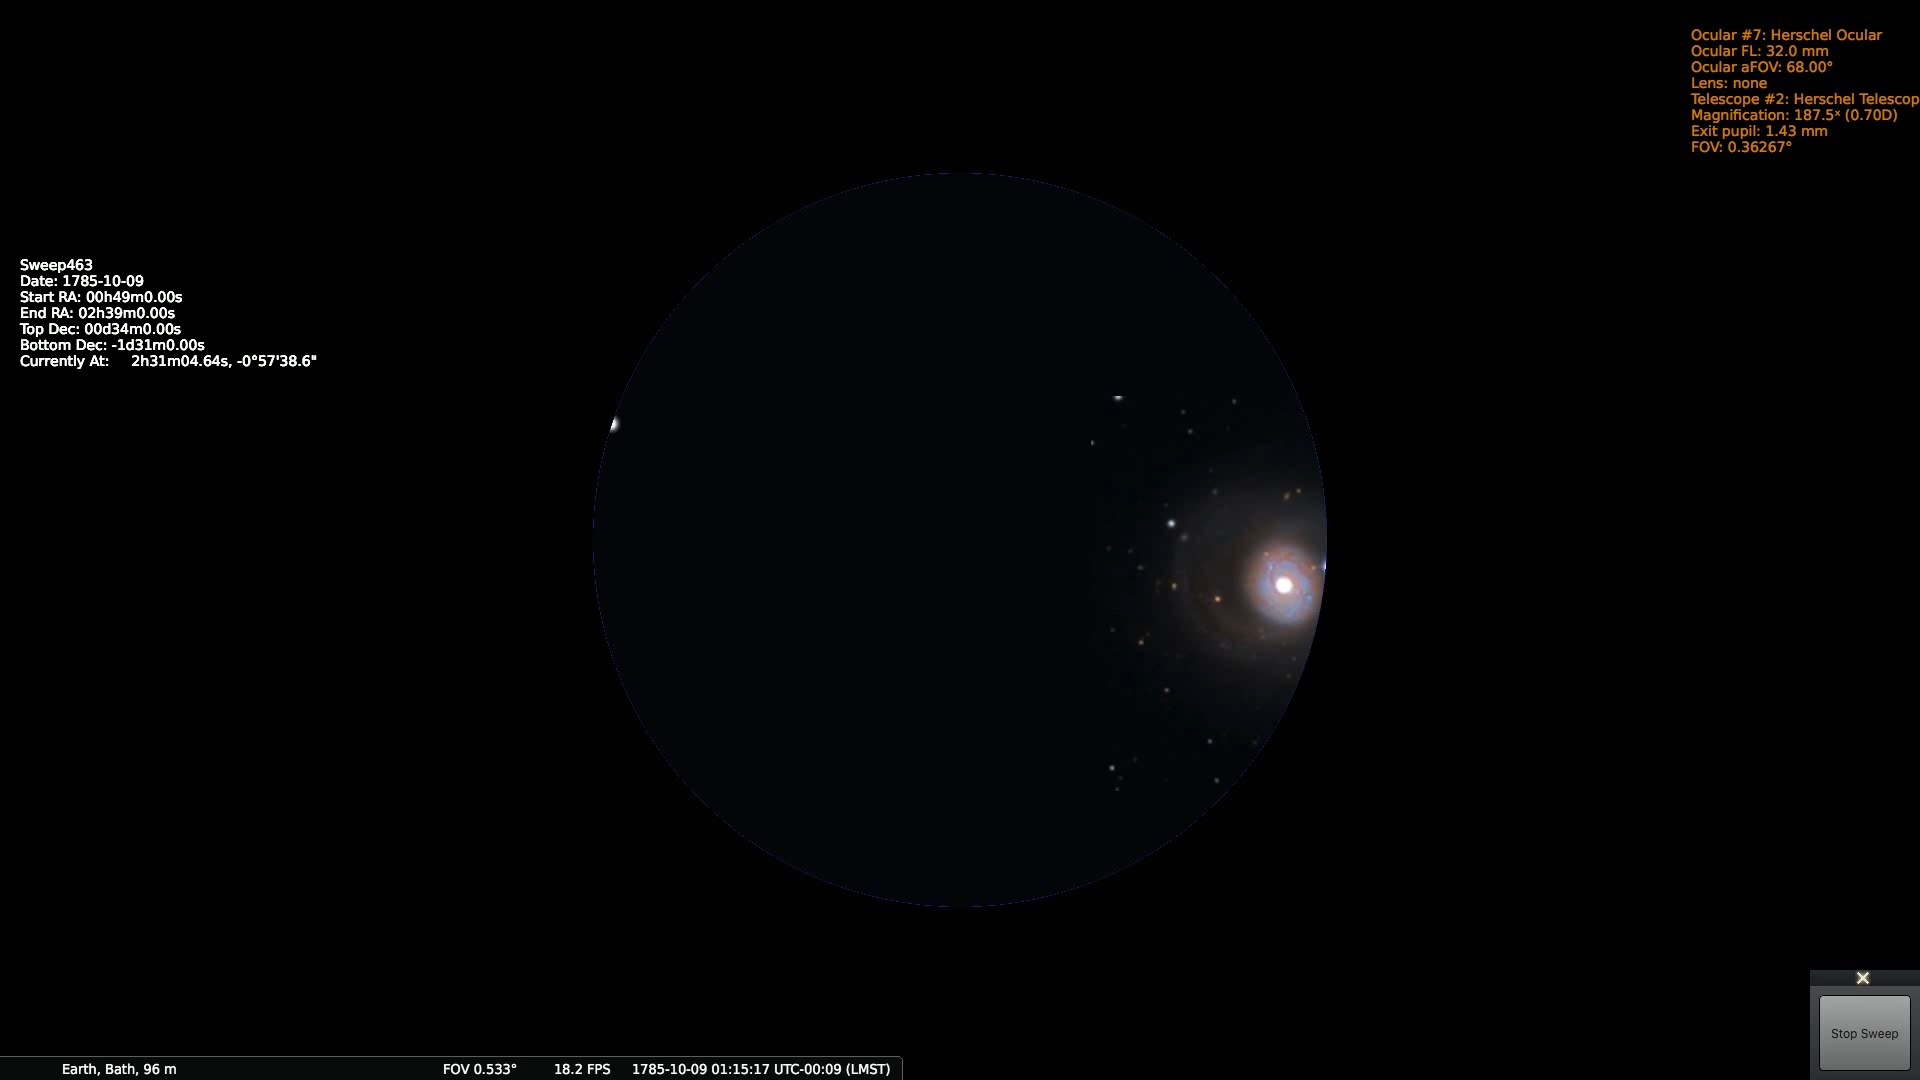 Ocular #7: Herschel Ocular
Ocular FL: 32.0 mm
Ocular aFOV: 68.00°
Lens: none
Telescope #2: Herschel Telescop
Magnification: 187.5ˣ (0.70D)
Exit pupil: 1.43 mm
FOV: 0.36267°
Sweep463
Date: 1785-10-09
Start RA: 00h49m0.00s
End RA: 02h39m0.00s
Top Dec: 00d34m0.00s
Bottom Dec: -1d31m0.00s
Currently At: 2h31m04.64s, -0°57'38.6"
Stop Sweep
Earth, Bath, 96 m FOV 0.533° 18.2 FPS 1785-10-09 01:15:17 UTC-00:09 (LMST)